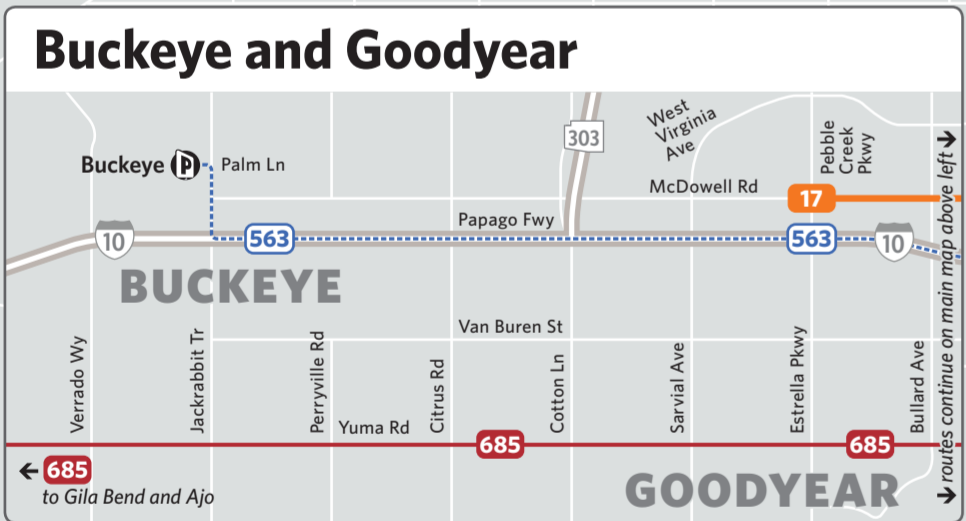 Buckeye and Goodyear
303
West
Virginia
Ave
Pebble
Creek
Pkwy
Buckeye P
Palm Ln
McDowell Rd
17
Papago Fwy
10
563
563
10
BUCKEYE
Van Buren St
Verrado Wy
Jackrabbit Tr
Perryville Rd
Citrus Rd
Cotton Ln
Sarvial Ave
Estrella Pkwy
Bullard Ave
Yuma Rd
685
685
← 685
to Gila Bend and Ajo
GOODYEAR
← routes continue on main map above left →